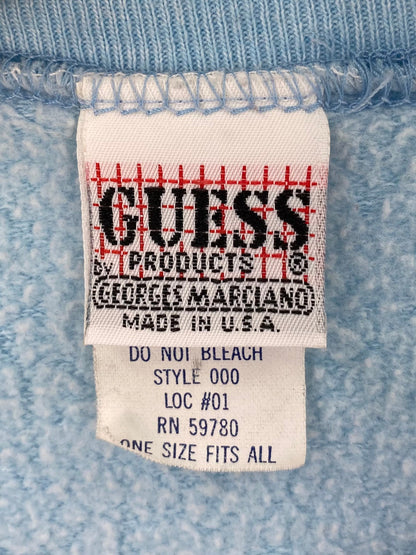 GUESS
PRODUCTS ®
by GEORGES MARCIANO
MADE IN U.S.A.
DO NOT BLEACH
STYLE 000
LOC #01
RN 59780
ONE SIZE FITS ALL